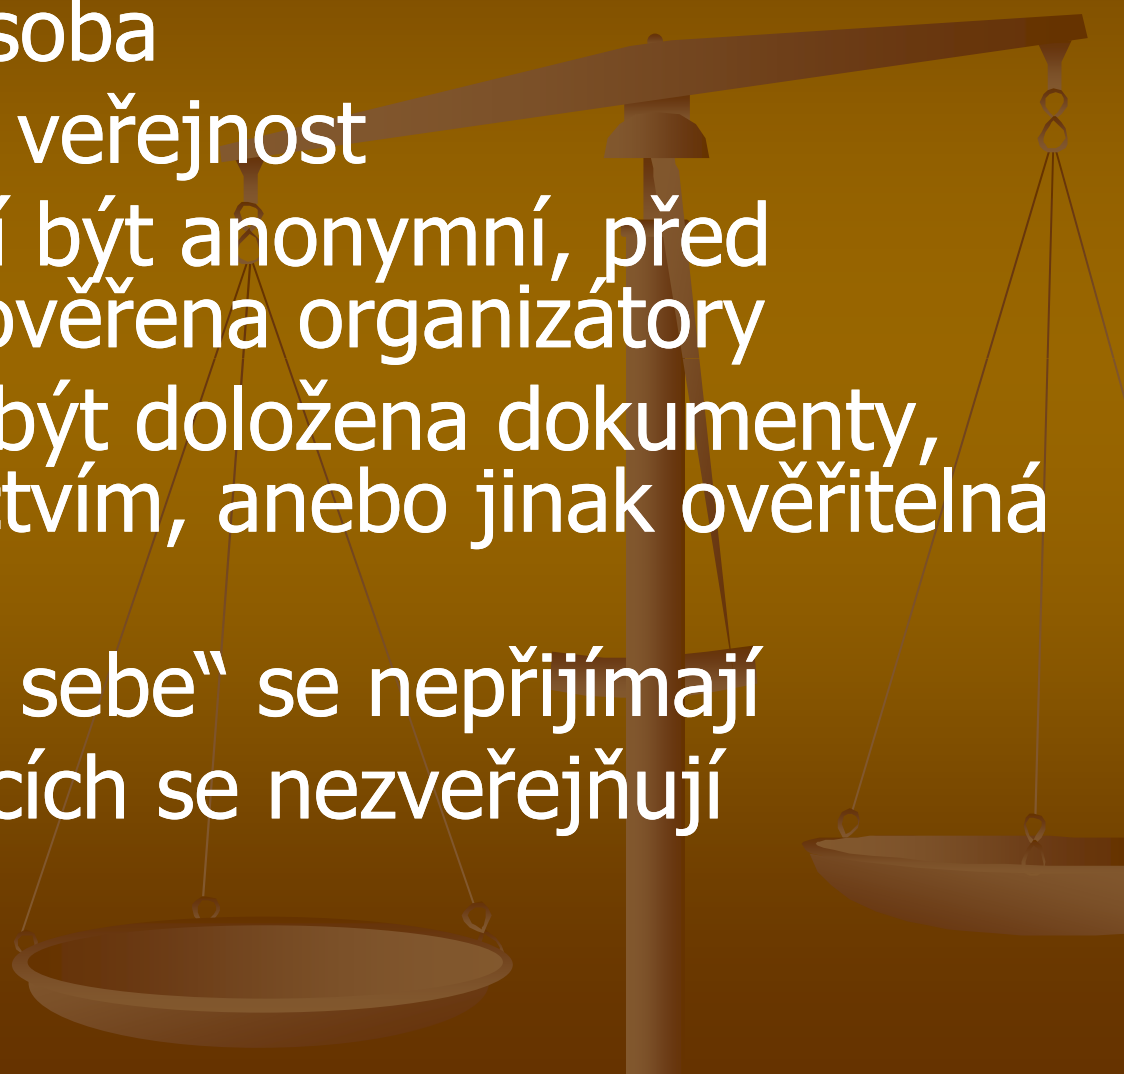 soba
veřejnost
í být anonymní, před
ověřena organizátory
být doložena dokumenty,
tvím, anebo jinak ověřitelná
sebe“ se nepřijímají
cích se nezveřejňují